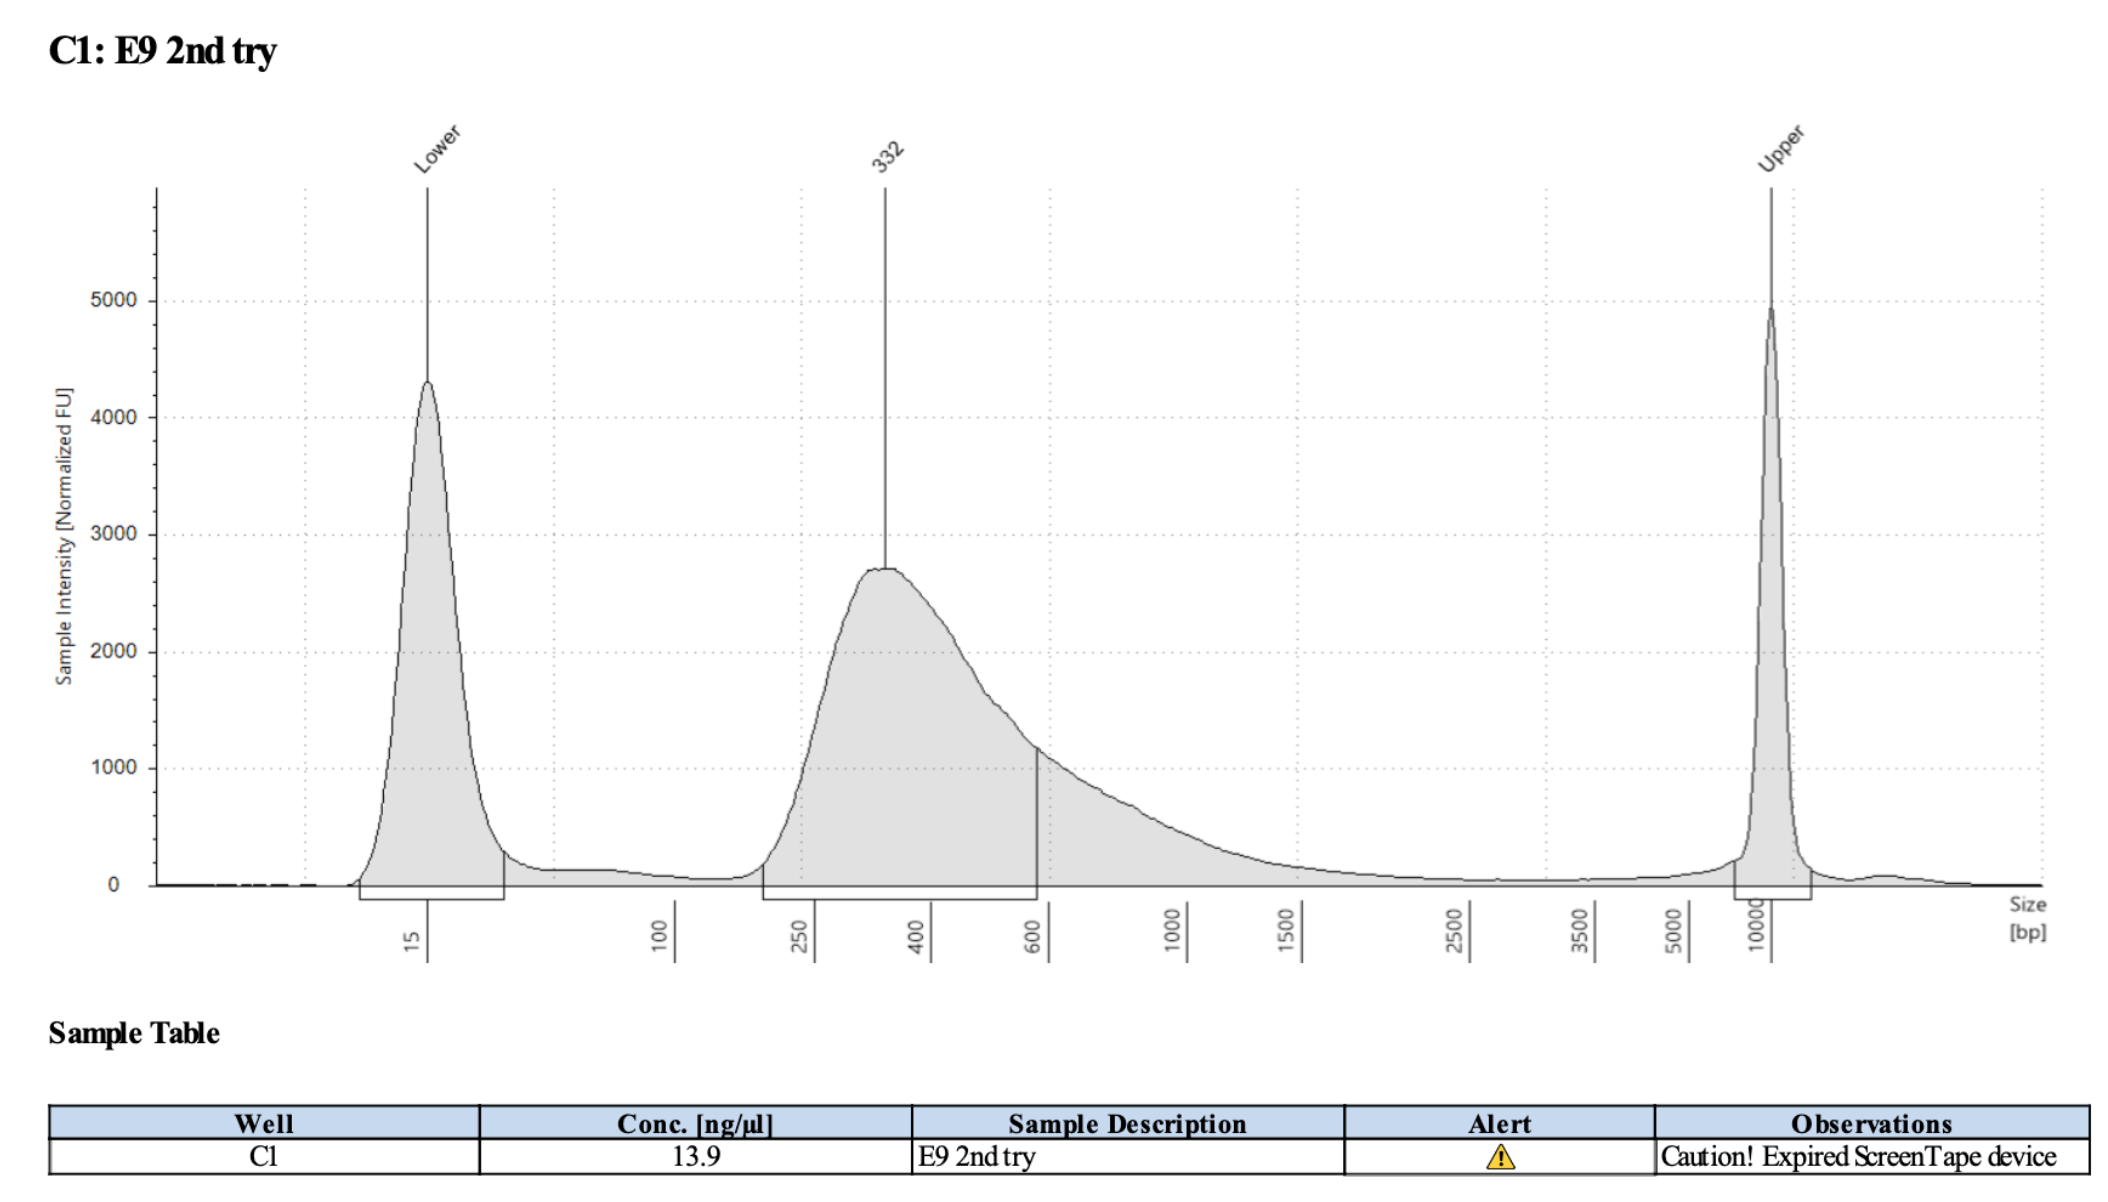 C1: E9 2nd try
Lower
332
Upper
Sample Intensity [Normalized FU]
5000
4000
3000
2000
1000
0
15
100
250
400
600
1000
1500
2500
3500
5000
10000
Size
[bp]
Sample Table
Well Conc. [ng/µl] Sample Description Alert Observations
C1 13.9 E9 2nd try Caution! Expired ScreenTape device